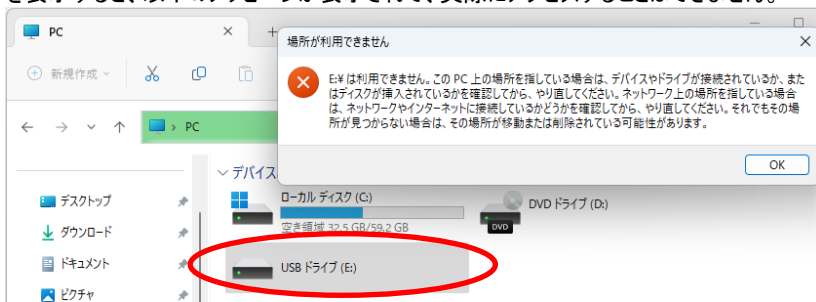 を表示すると、以下のメッセージが表示されて、実際にアクセスすることはできません。
PC
場所が利用できません
E:¥ は利用できません。この PC 上の場所を指している場合は、デバイスやドライブが接続されているか、また
はディスクが挿入されているかを確認してから、やり直してください。ネットワーク上の場所を指している場合
は、ネットワークやインターネットに接続しているかどうかを確認してから、やり直してください。それでもその場
所が見つからない場合は、その場所が移動または削除されている可能性があります。
OK
新規作成
PC
デバイス
デスクトップ
ダウンロード
ドキュメント
ピクチャ
ローカル ディスク (C:)
空き領域 32.5 GB/59.2 GB
DVD ドライブ (D:)
DVD
USB ドライブ (E:)